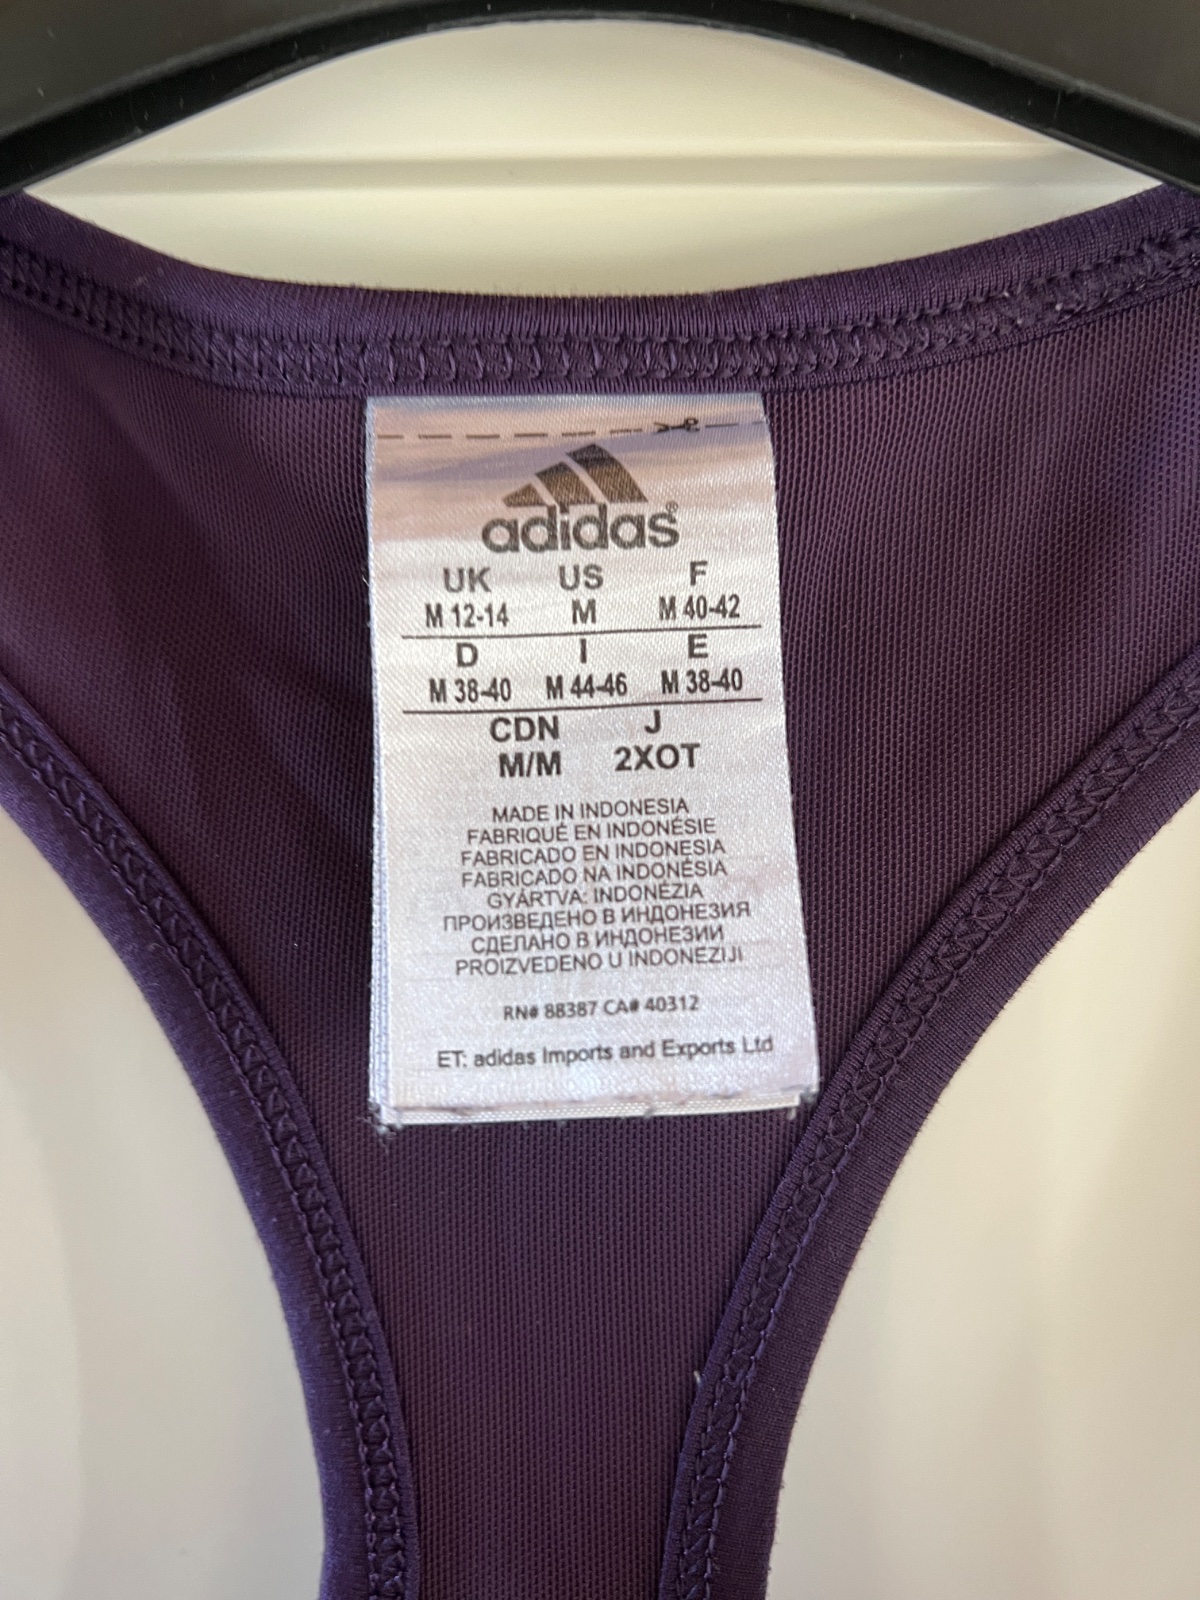 adidas®
UK US F
M 12-14 M M 40-42
D I E
M 38-40 M 44-46 M 38-40
CDN J
M/M 2XOT
MADE IN INDONESIA
FABRIQUÉ EN INDONÉSIE
FABRICADO EN INDONESIA
FABRICADO NA INDONÉSIA
GYÁRTVA: INDONÉZIA
ПРОИЗВЕДЕНО В ИНДОНЕЗИЯ
СДЕЛАНО В ИНДОНЕЗИИ
PROIZVEDENO U INDONEZIJI
RN# 88387 CA# 40312
ET: adidas Imports and Exports Ltd